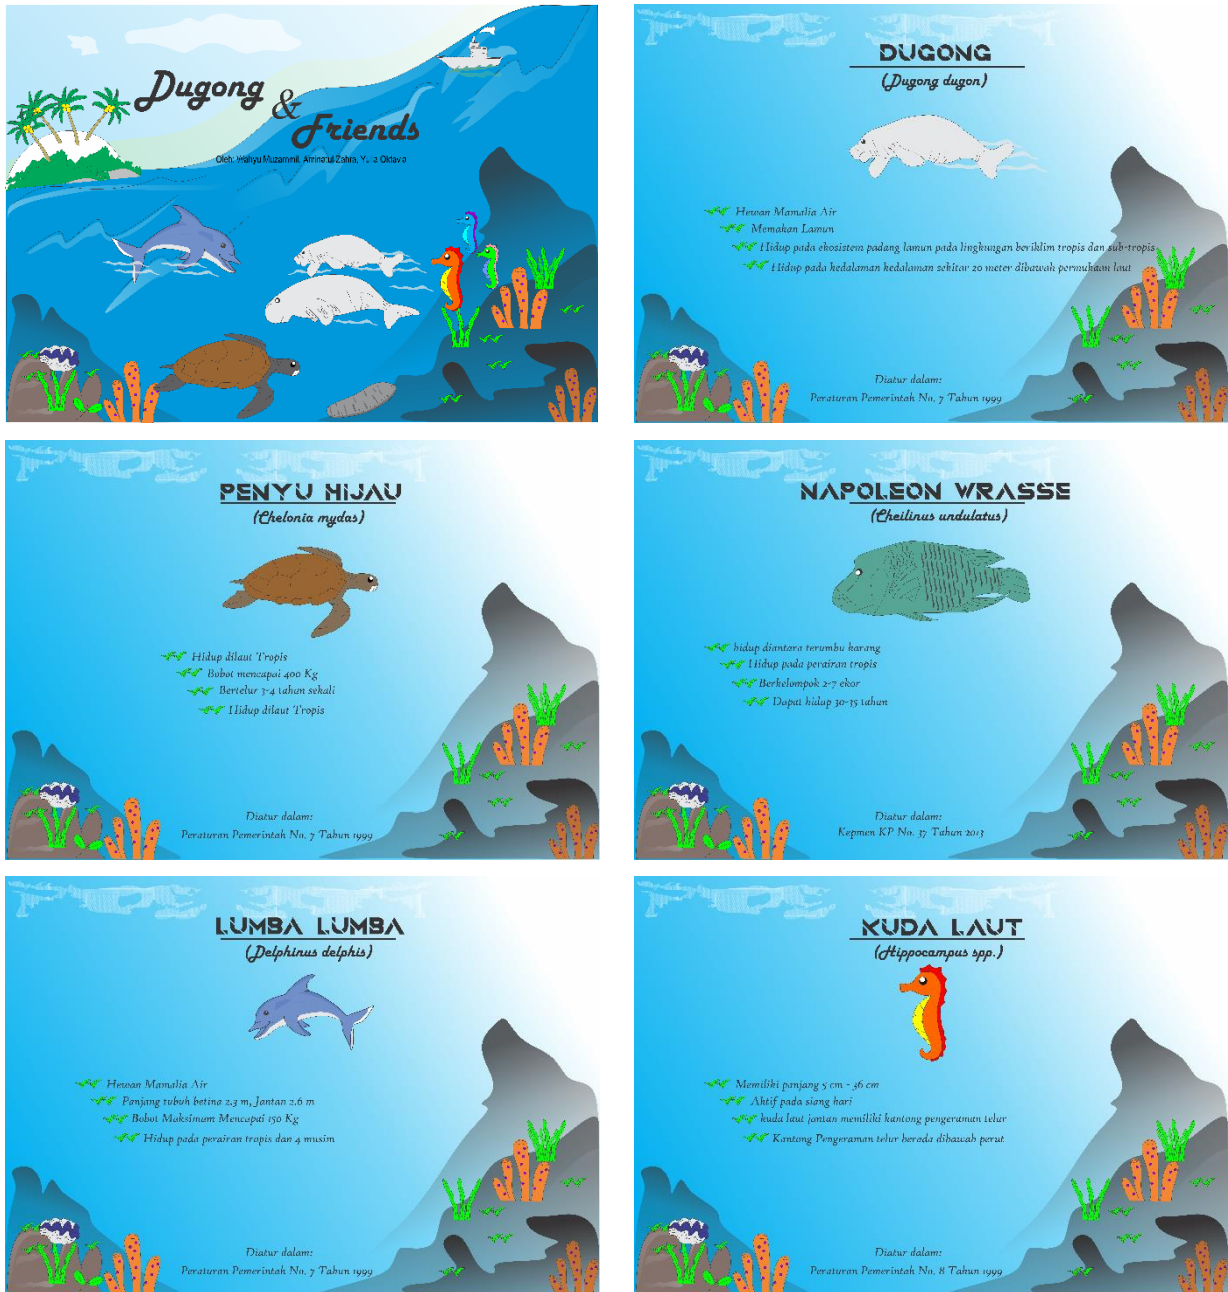 Dugong
&
Friends
Oleh: Wahyu Muzammil, Arrinatul Zahra, Yulia Oktavia
DUGONG
(Dugong dugon)
Hewan Mamalia Air
Memakan Lamun
Hidup pada ekosistem padang lamun pada lingkungan beriklim tropis dan sub-tropis
Hidup pada kedalaman kedalaman sekitar 20 meter dibawah permukaan laut
Diatur dalam:
Peraturan Pemerintah No. 7 Tahun 1999
PENYU HIJAU
(Chelonia mydas)
Hidup dilaut Tropis
Bobot mencapai 400 Kg
Bertelur 3-4 tahun sekali
Hidup dilaut Tropis
Diatur dalam:
Peraturan Pemerintah No. 7 Tahun 1999
NAPOLEON WRASSE
(Cheilinus undulatus)
hidup diantara terumbu karang
Hidup pada perairan tropis
Berkelompok 2-7 ekor
Dapat hidup 30-35 tahun
Diatur dalam:
Kepmen KP No. 37 Tahun 2013
LUMBA LUMBA
(Delphinus delphis)
Hewan Mamalia Air
Panjang tubuh betina 2.3 m, Jantan 2.6 m
Bobot Maksimum Mencapai 150 Kg
Hidup pada perairan tropis dan 4 musim
Diatur dalam:
Peraturan Pemerintah No. 7 Tahun 1999
KUDA LAUT
(Hippocampus spp.)
Memiliki panjang 5 cm - 36 cm
Aktif pada siang hari
kuda laut jantan memiliki kantong pengeraman telur
Kantong Pengeraman telur berada dibawah perut
Diatur dalam:
Peraturan Pemerintah No. 8 Tahun 1999